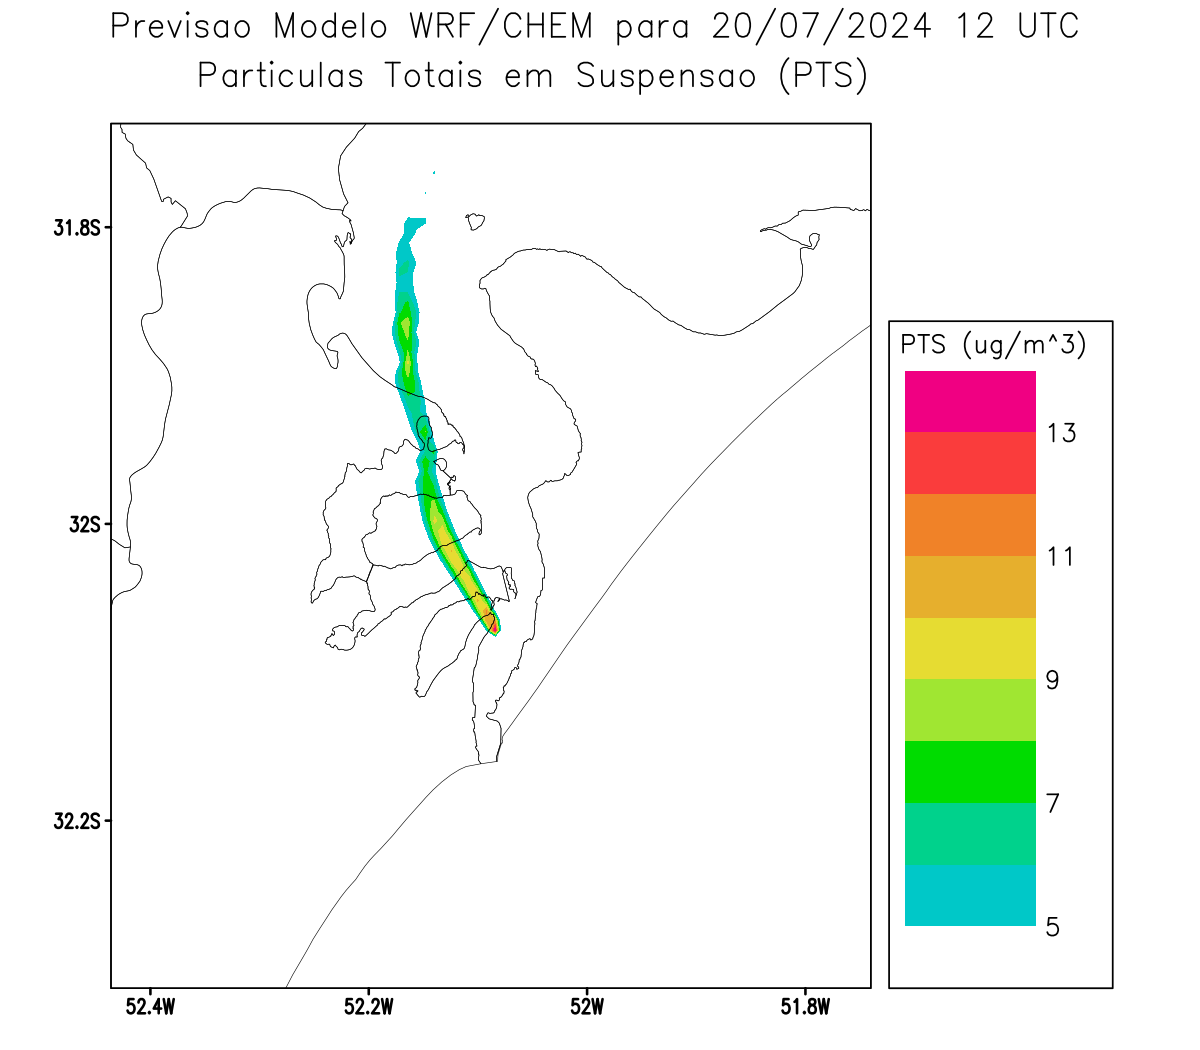 Previsao Modelo WRF/CHEM para 20/07/2024 12 UTC
Particulas Totais em Suspensao (PTS)
31.8S
32S
32.2S
52.4W
52.2W
52W
51.8W
PTS (ug/m^3)
13
11
9
7
5